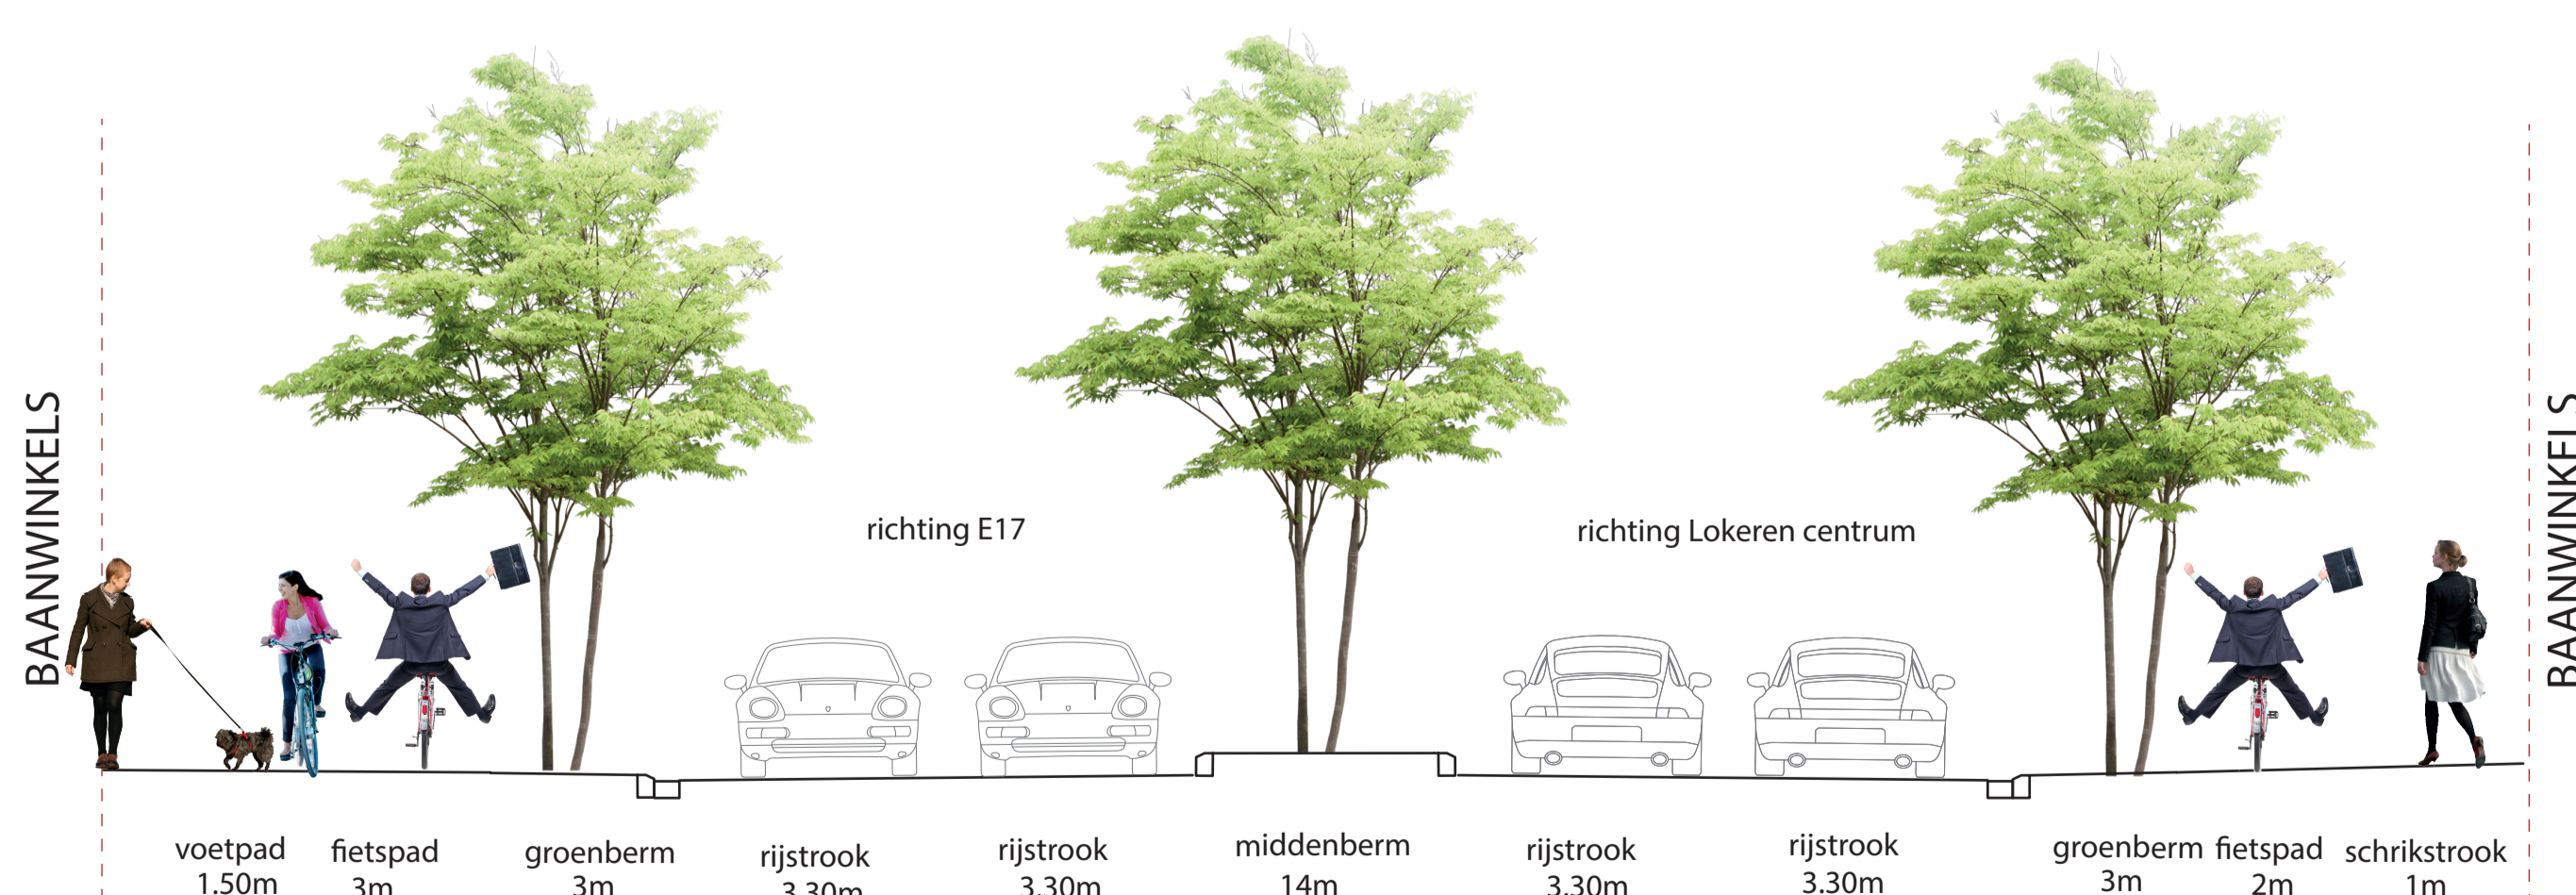 BAANWINKELS
richting E17
richting Lokeren centrum
BAANWINKELS
voetpad
1.50m
fietspad
3m
groenberm
3m
rijstrook
3.30m
rijstrook
3.30m
middenberm
14m
rijstrook
3.30m
rijstrook
3.30m
groenberm
3m
fietspad
2m
schrikstrook
1m